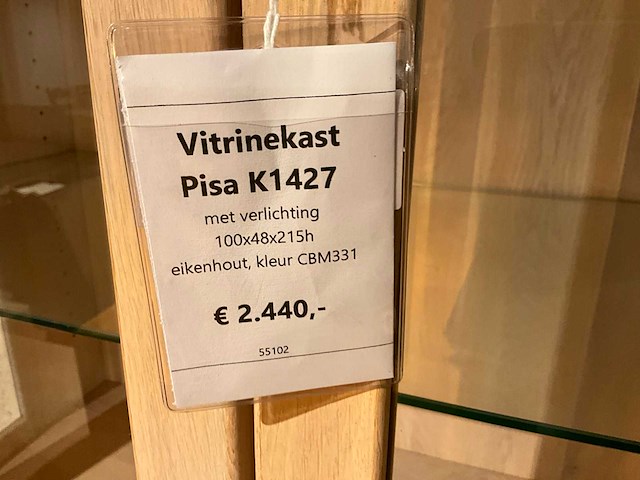 Vitrinekast
Pisa K1427
met verlichting
100x48x215h
eikenhout, kleur CBM331
€ 2.440,-
55102